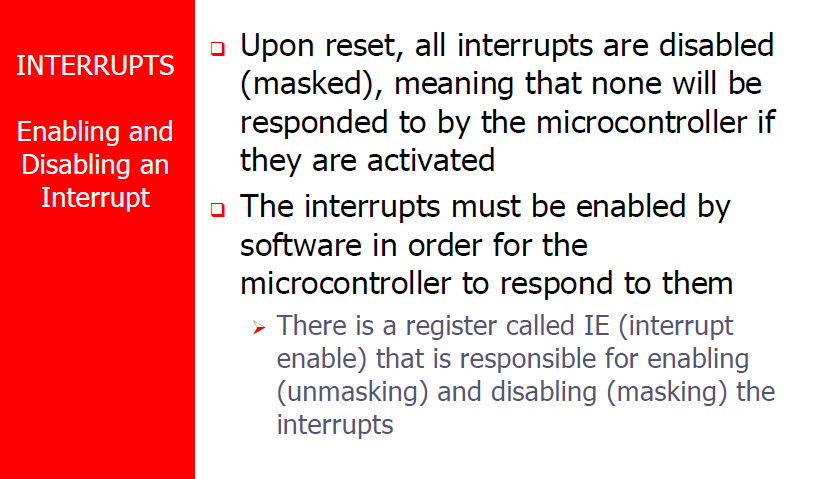 INTERRUPTS
Enabling and
Disabling an
Interrupt
Upon reset, all interrupts are disabled
(masked), meaning that none will be
responded to by the microcontroller if
they are activated
The interrupts must be enabled by
software in order for the
microcontroller to respond to them
There is a register called IE (interrupt
enable) that is responsible for enabling
(unmasking) and disabling (masking) the
interrupts